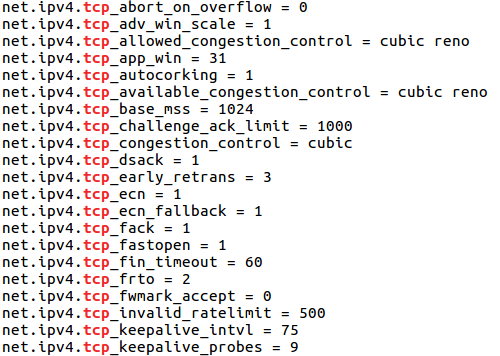 net.ipv4.tcp_abort_on_overflow = 0
net.ipv4.tcp_adv_win_scale = 1
net.ipv4.tcp_allowed_congestion_control = cubic reno
net.ipv4.tcp_app_win = 31
net.ipv4.tcp_autocorking = 1
net.ipv4.tcp_available_congestion_control = cubic reno
net.ipv4.tcp_base_mss = 1024
net.ipv4.tcp_challenge_ack_limit = 1000
net.ipv4.tcp_congestion_control = cubic
net.ipv4.tcp_dsack = 1
net.ipv4.tcp_early_retrans = 3
net.ipv4.tcp_ecn = 1
net.ipv4.tcp_ecn_fallback = 1
net.ipv4.tcp_fack = 1
net.ipv4.tcp_fastopen = 1
net.ipv4.tcp_fin_timeout = 60
net.ipv4.tcp_frto = 2
net.ipv4.tcp_fwmark_accept = 0
net.ipv4.tcp_invalid_ratelimit = 500
net.ipv4.tcp_keepalive_intvl = 75
net.ipv4.tcp_keepalive_probes = 9